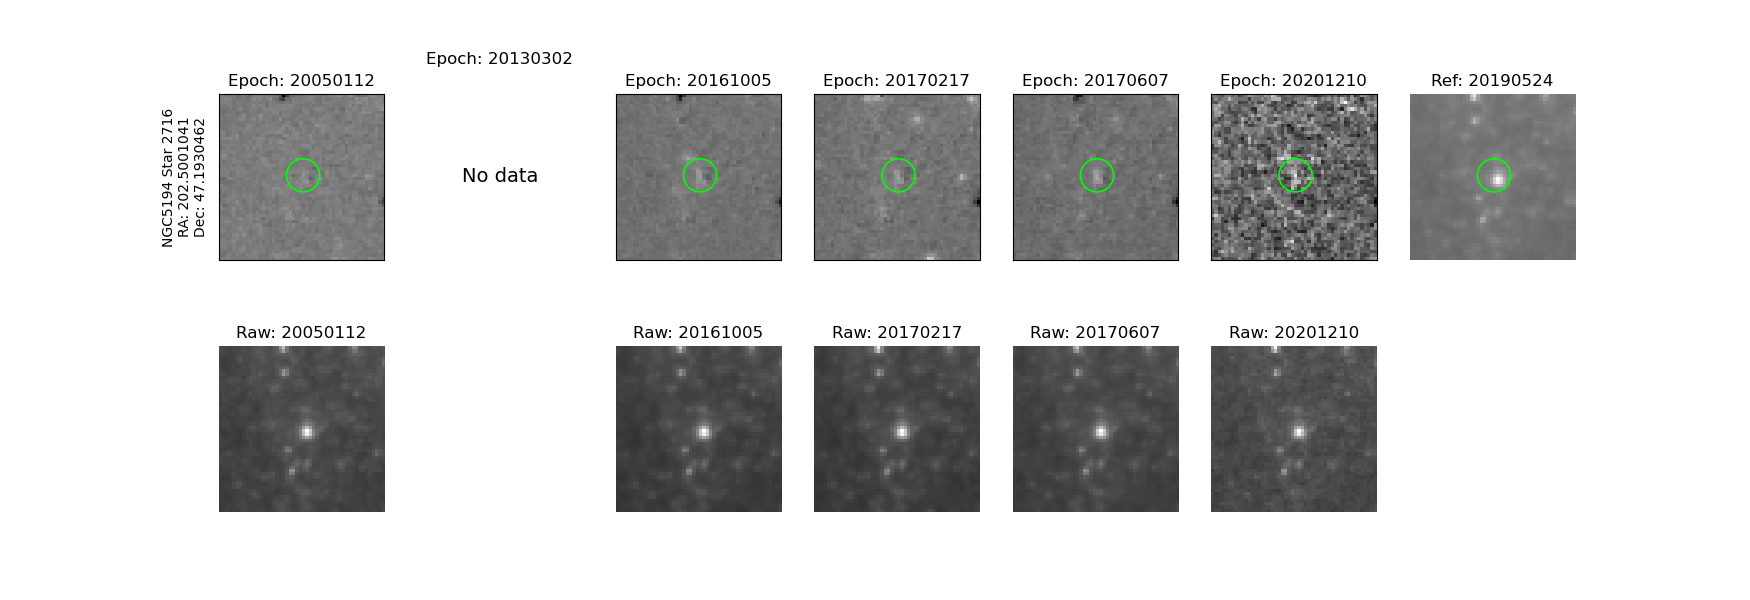 Epoch: 20130302
Epoch: 20050112
Epoch: 20161005
Epoch: 20170217
Epoch: 20170607
Epoch: 20201210
Ref: 20190524
NGC5194 Star 2716
RA: 202.5001041
Dec: 47.1930462
No data
Raw: 20050112
Raw: 20161005
Raw: 20170217
Raw: 20170607
Raw: 20201210